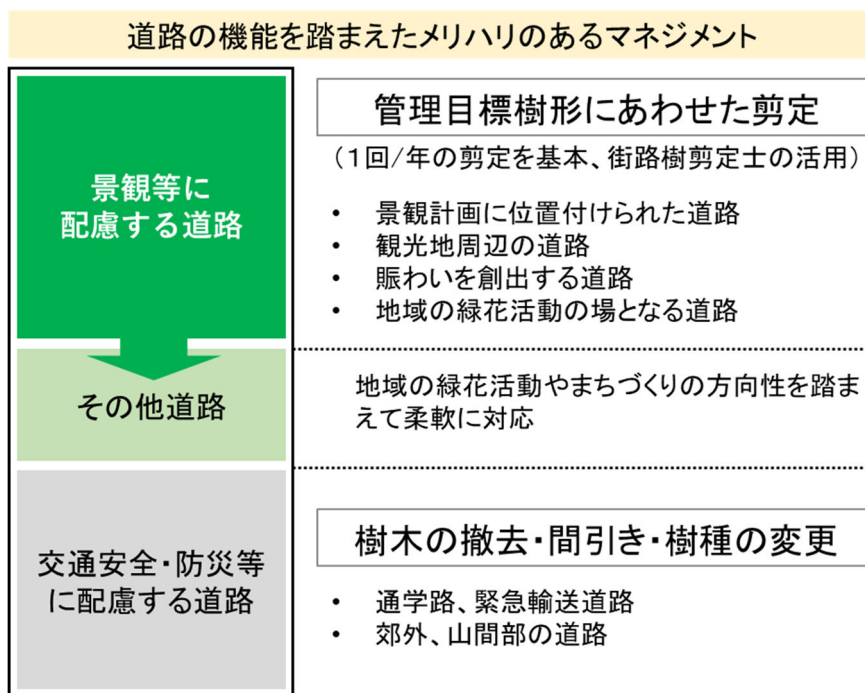 道路の機能を踏まえたメリハリのあるマネジメント
景観等に
配慮する道路
管理目標樹形にあわせた剪定
（１回/年の剪定を基本、街路樹剪定士の活用）
• 景観計画に位置付けられた道路
• 観光地周辺の道路
• 賑わいを創出する道路
• 地域の緑花活動の場となる道路
その他道路
地域の緑花活動やまちづくりの方向性を踏ま
えて柔軟に対応
交通安全・防災等
に配慮する道路
樹木の撤去・間引き・樹種の変更
• 通学路、緊急輸送道路
• 郊外、山間部の道路